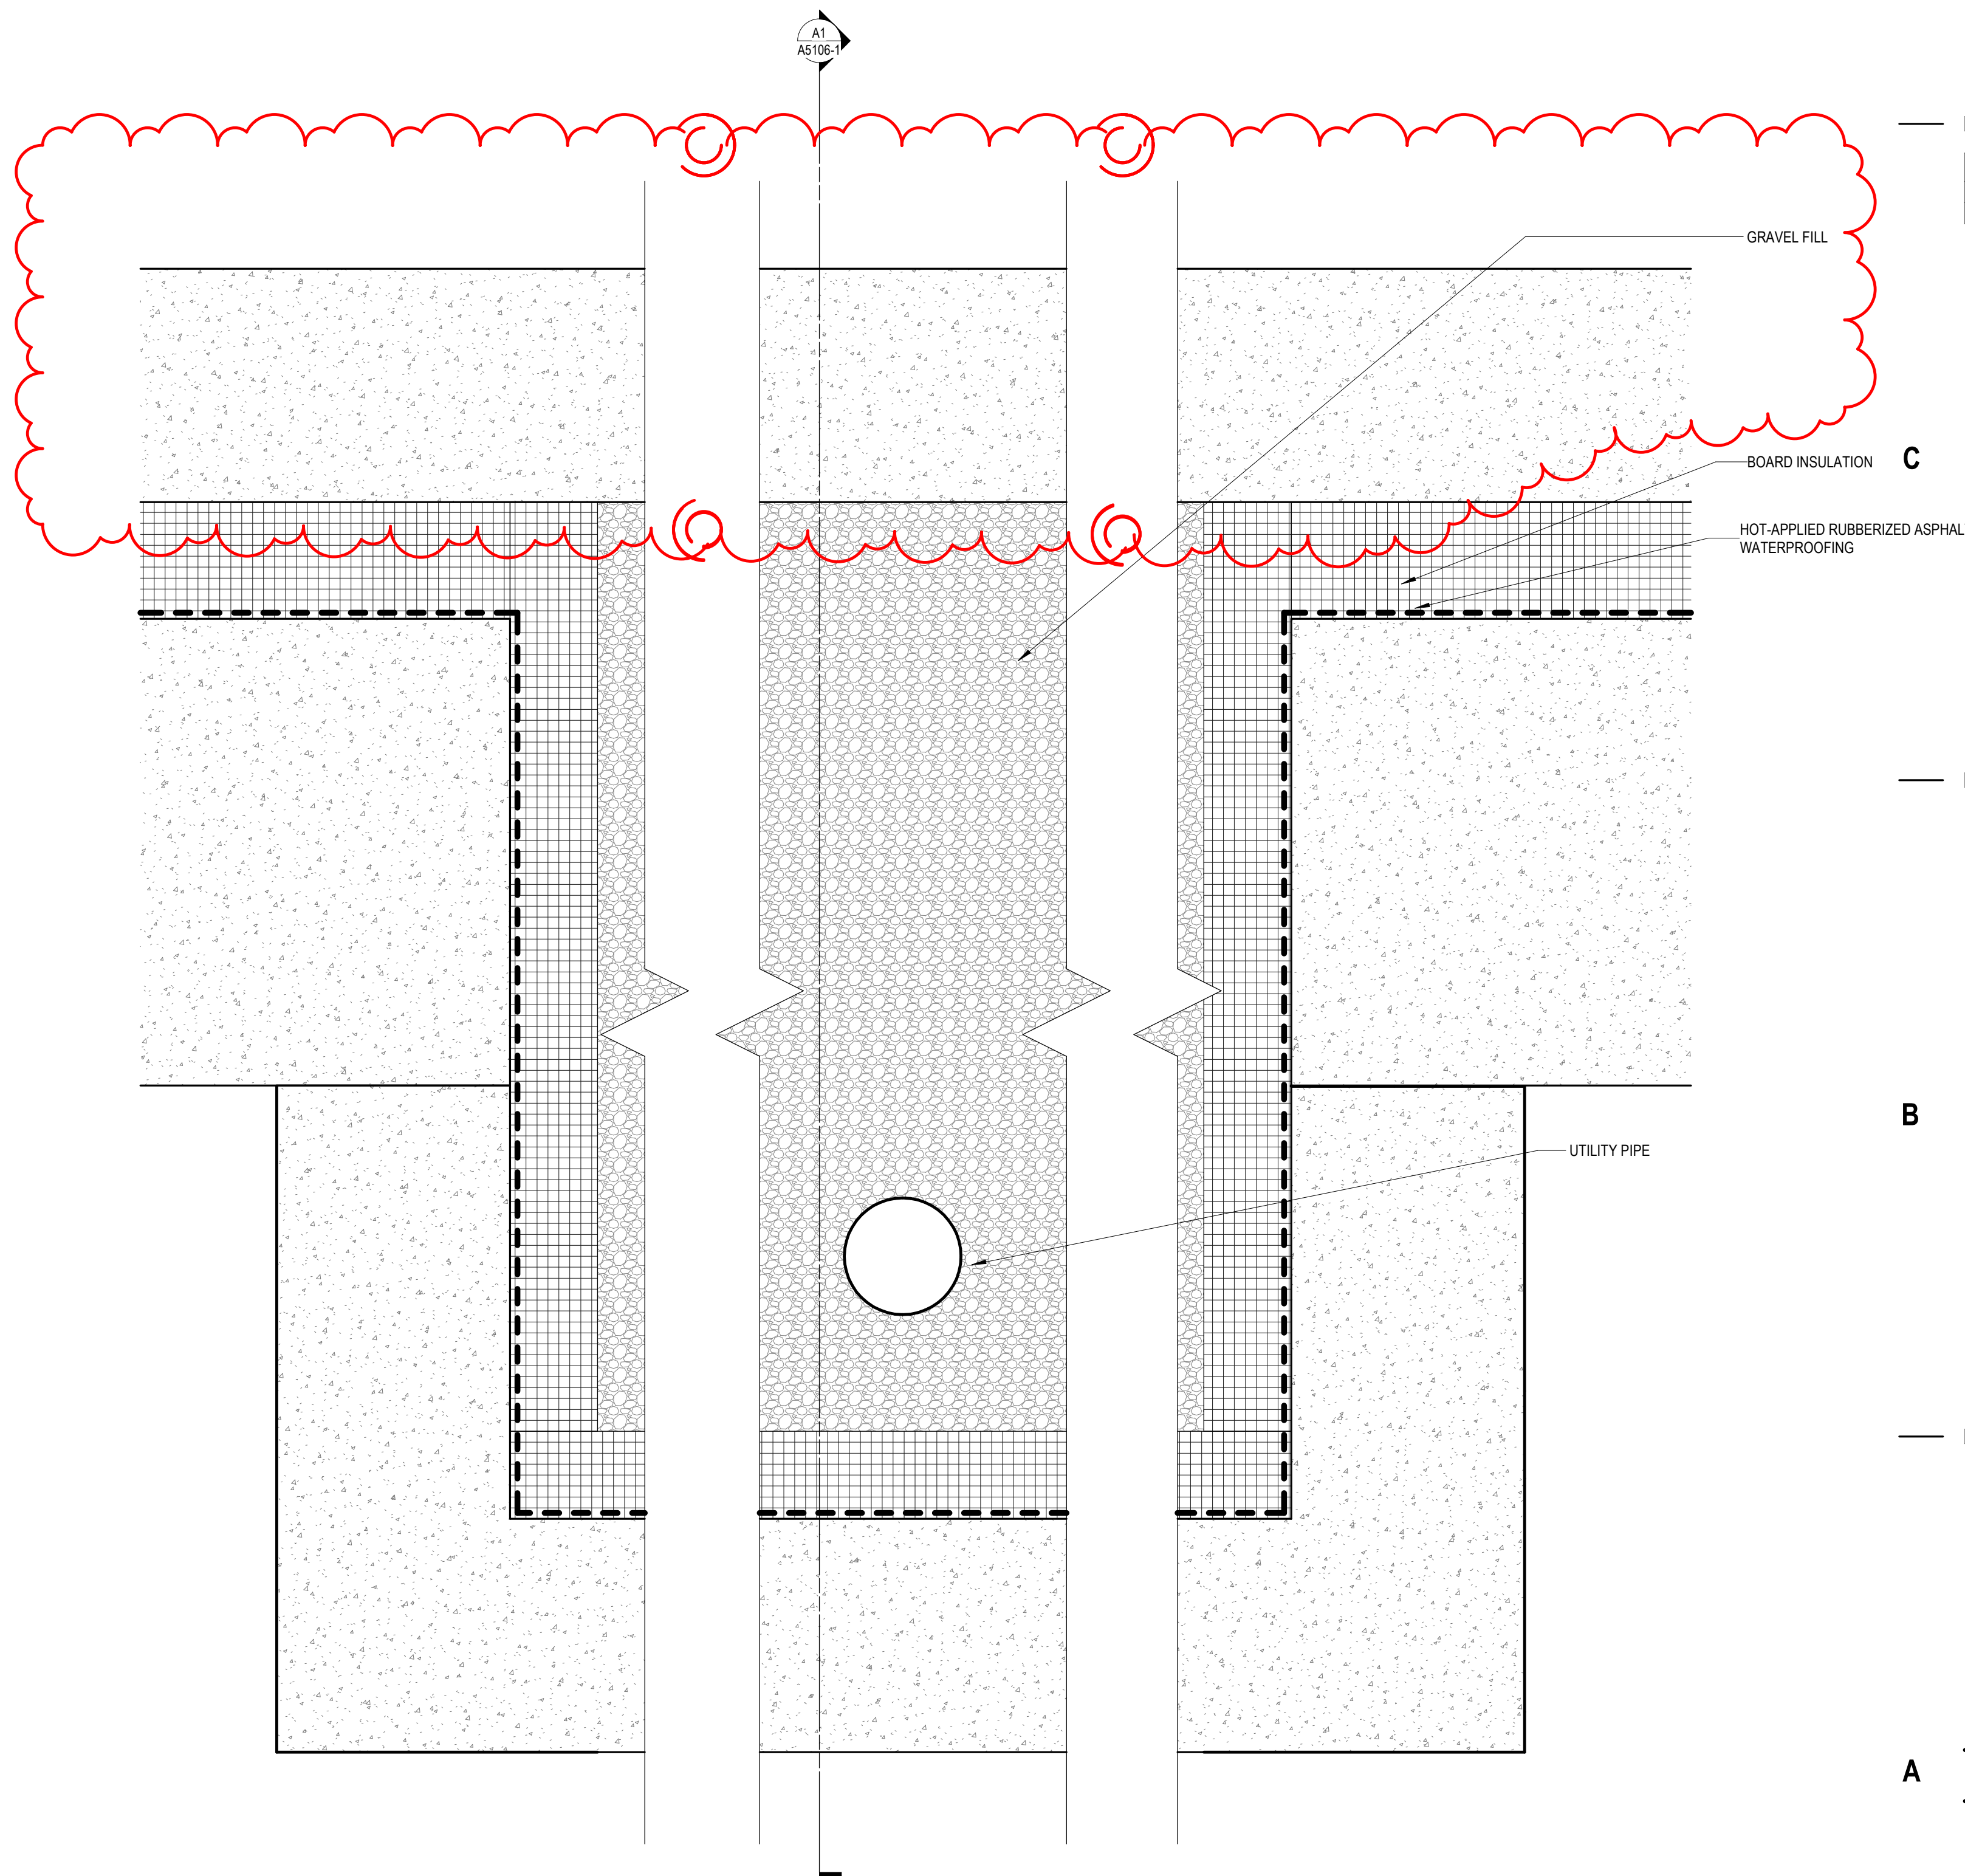 A1
A5106-1
GRAVEL FILL
BOARD INSULATION
C
HOT-APPLIED RUBBERIZED ASPHAL
WATERPROOFING
B
UTILITY PIPE
A